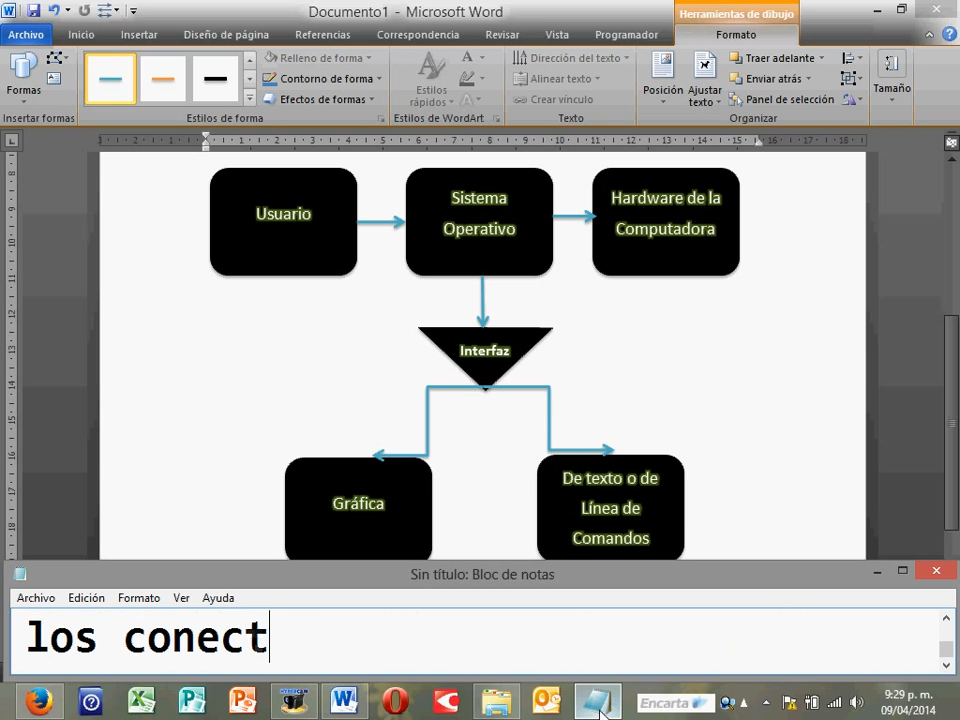 Documento1 - Microsoft Word
Herramientas de dibujo
Archivo Inicio Insertar Diseño de página Referencias Correspondencia Revisar Vista Programador Formato
Formas
Insertar formas
Relleno de forma
Contorno de forma
Efectos de formas
Estilos de forma
Estilos rápidos
Estilos de WordArt
Dirección del texto
Alinear texto
Crear vínculo
Texto
Posición
Ajustar texto
Traer adelante
Enviar atrás
Panel de selección
Organizar
Tamaño
Usuario
Sistema
Operativo
Hardware de la
Computadora
Interfaz
Gráfica
De texto o de
Línea de
Comandos
Sin título: Bloc de notas
Archivo Edición Formato Ver Ayuda
los conect
Encarta
9:29 p. m.
09/04/2014